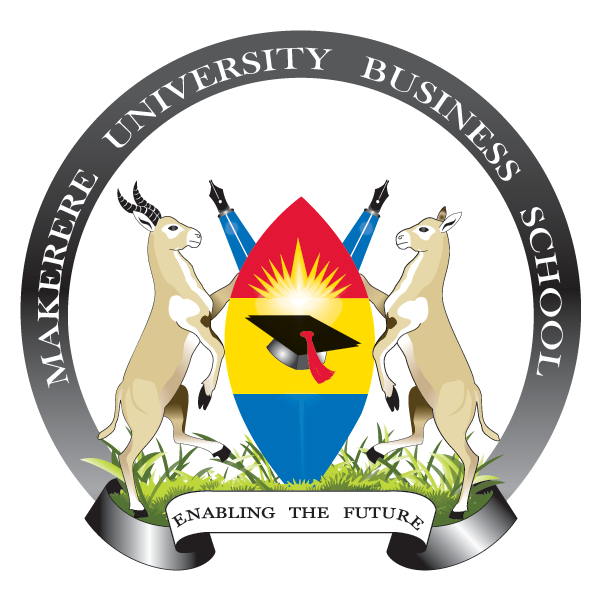 MAKERERE UNIVERSITY BUSINESS SCHOOL
ENABLING THE FUTURE